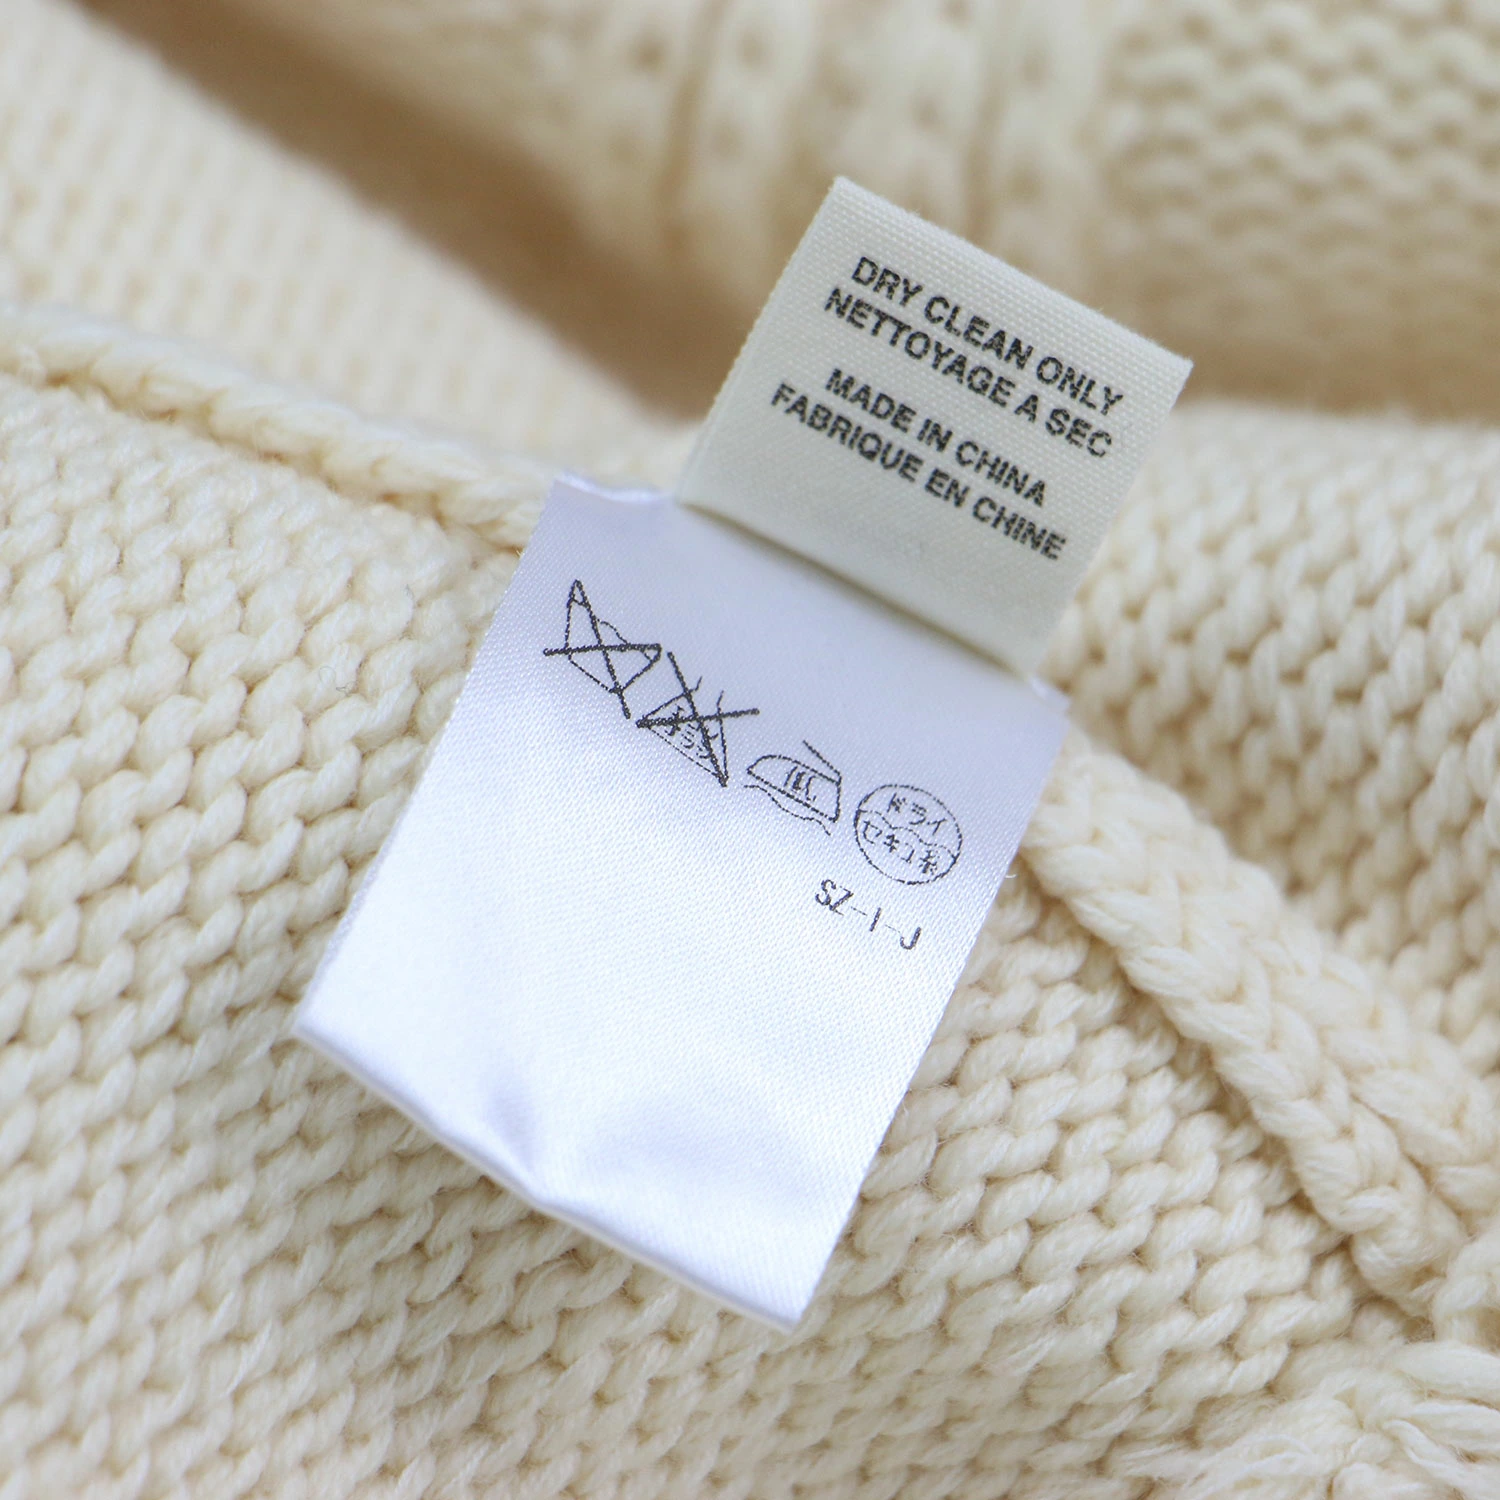 DRY CLEAN ONLY
NETTOYAGE A SEC
MADE IN CHINA
FABRIQUE EN CHINE
ドライ
セキユ系
SZ-I-J